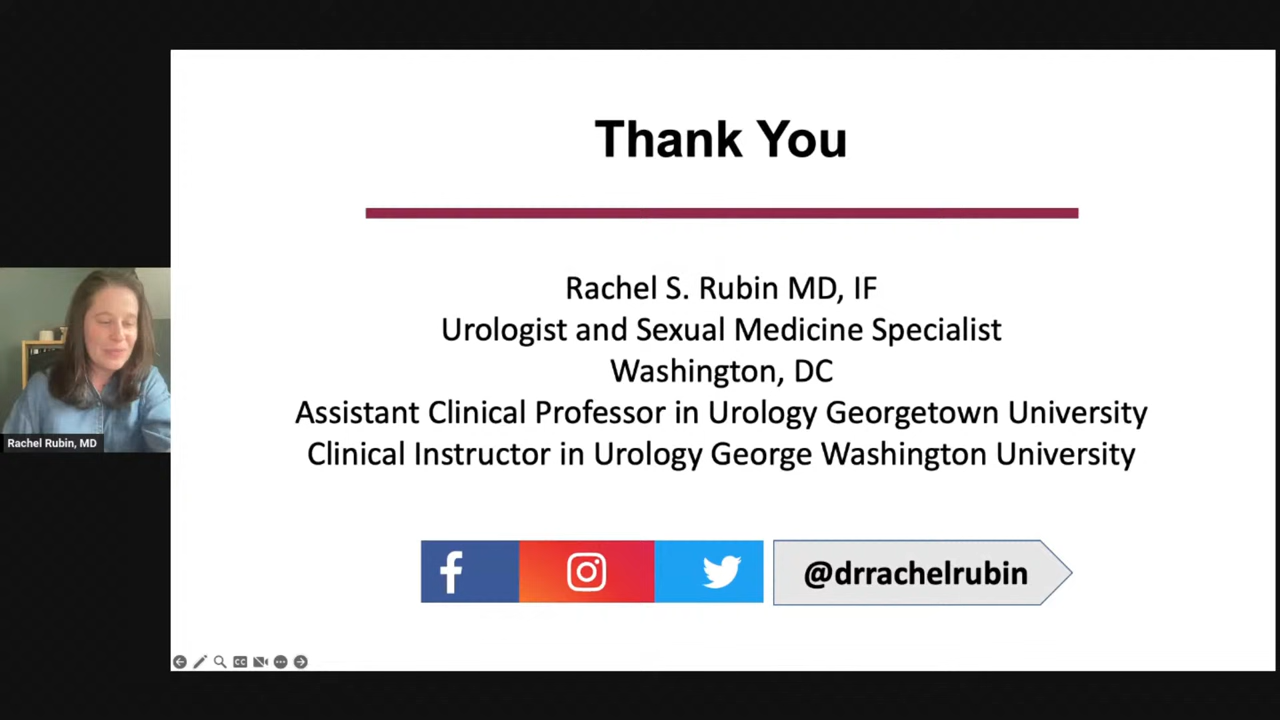 Thank You
Rachel S. Rubin MD, IF
Urologist and Sexual Medicine Specialist
Washington, DC
Assistant Clinical Professor in Urology Georgetown University
Clinical Instructor in Urology George Washington University
Rachel Rubin, MD
@drrachelrubin
CC